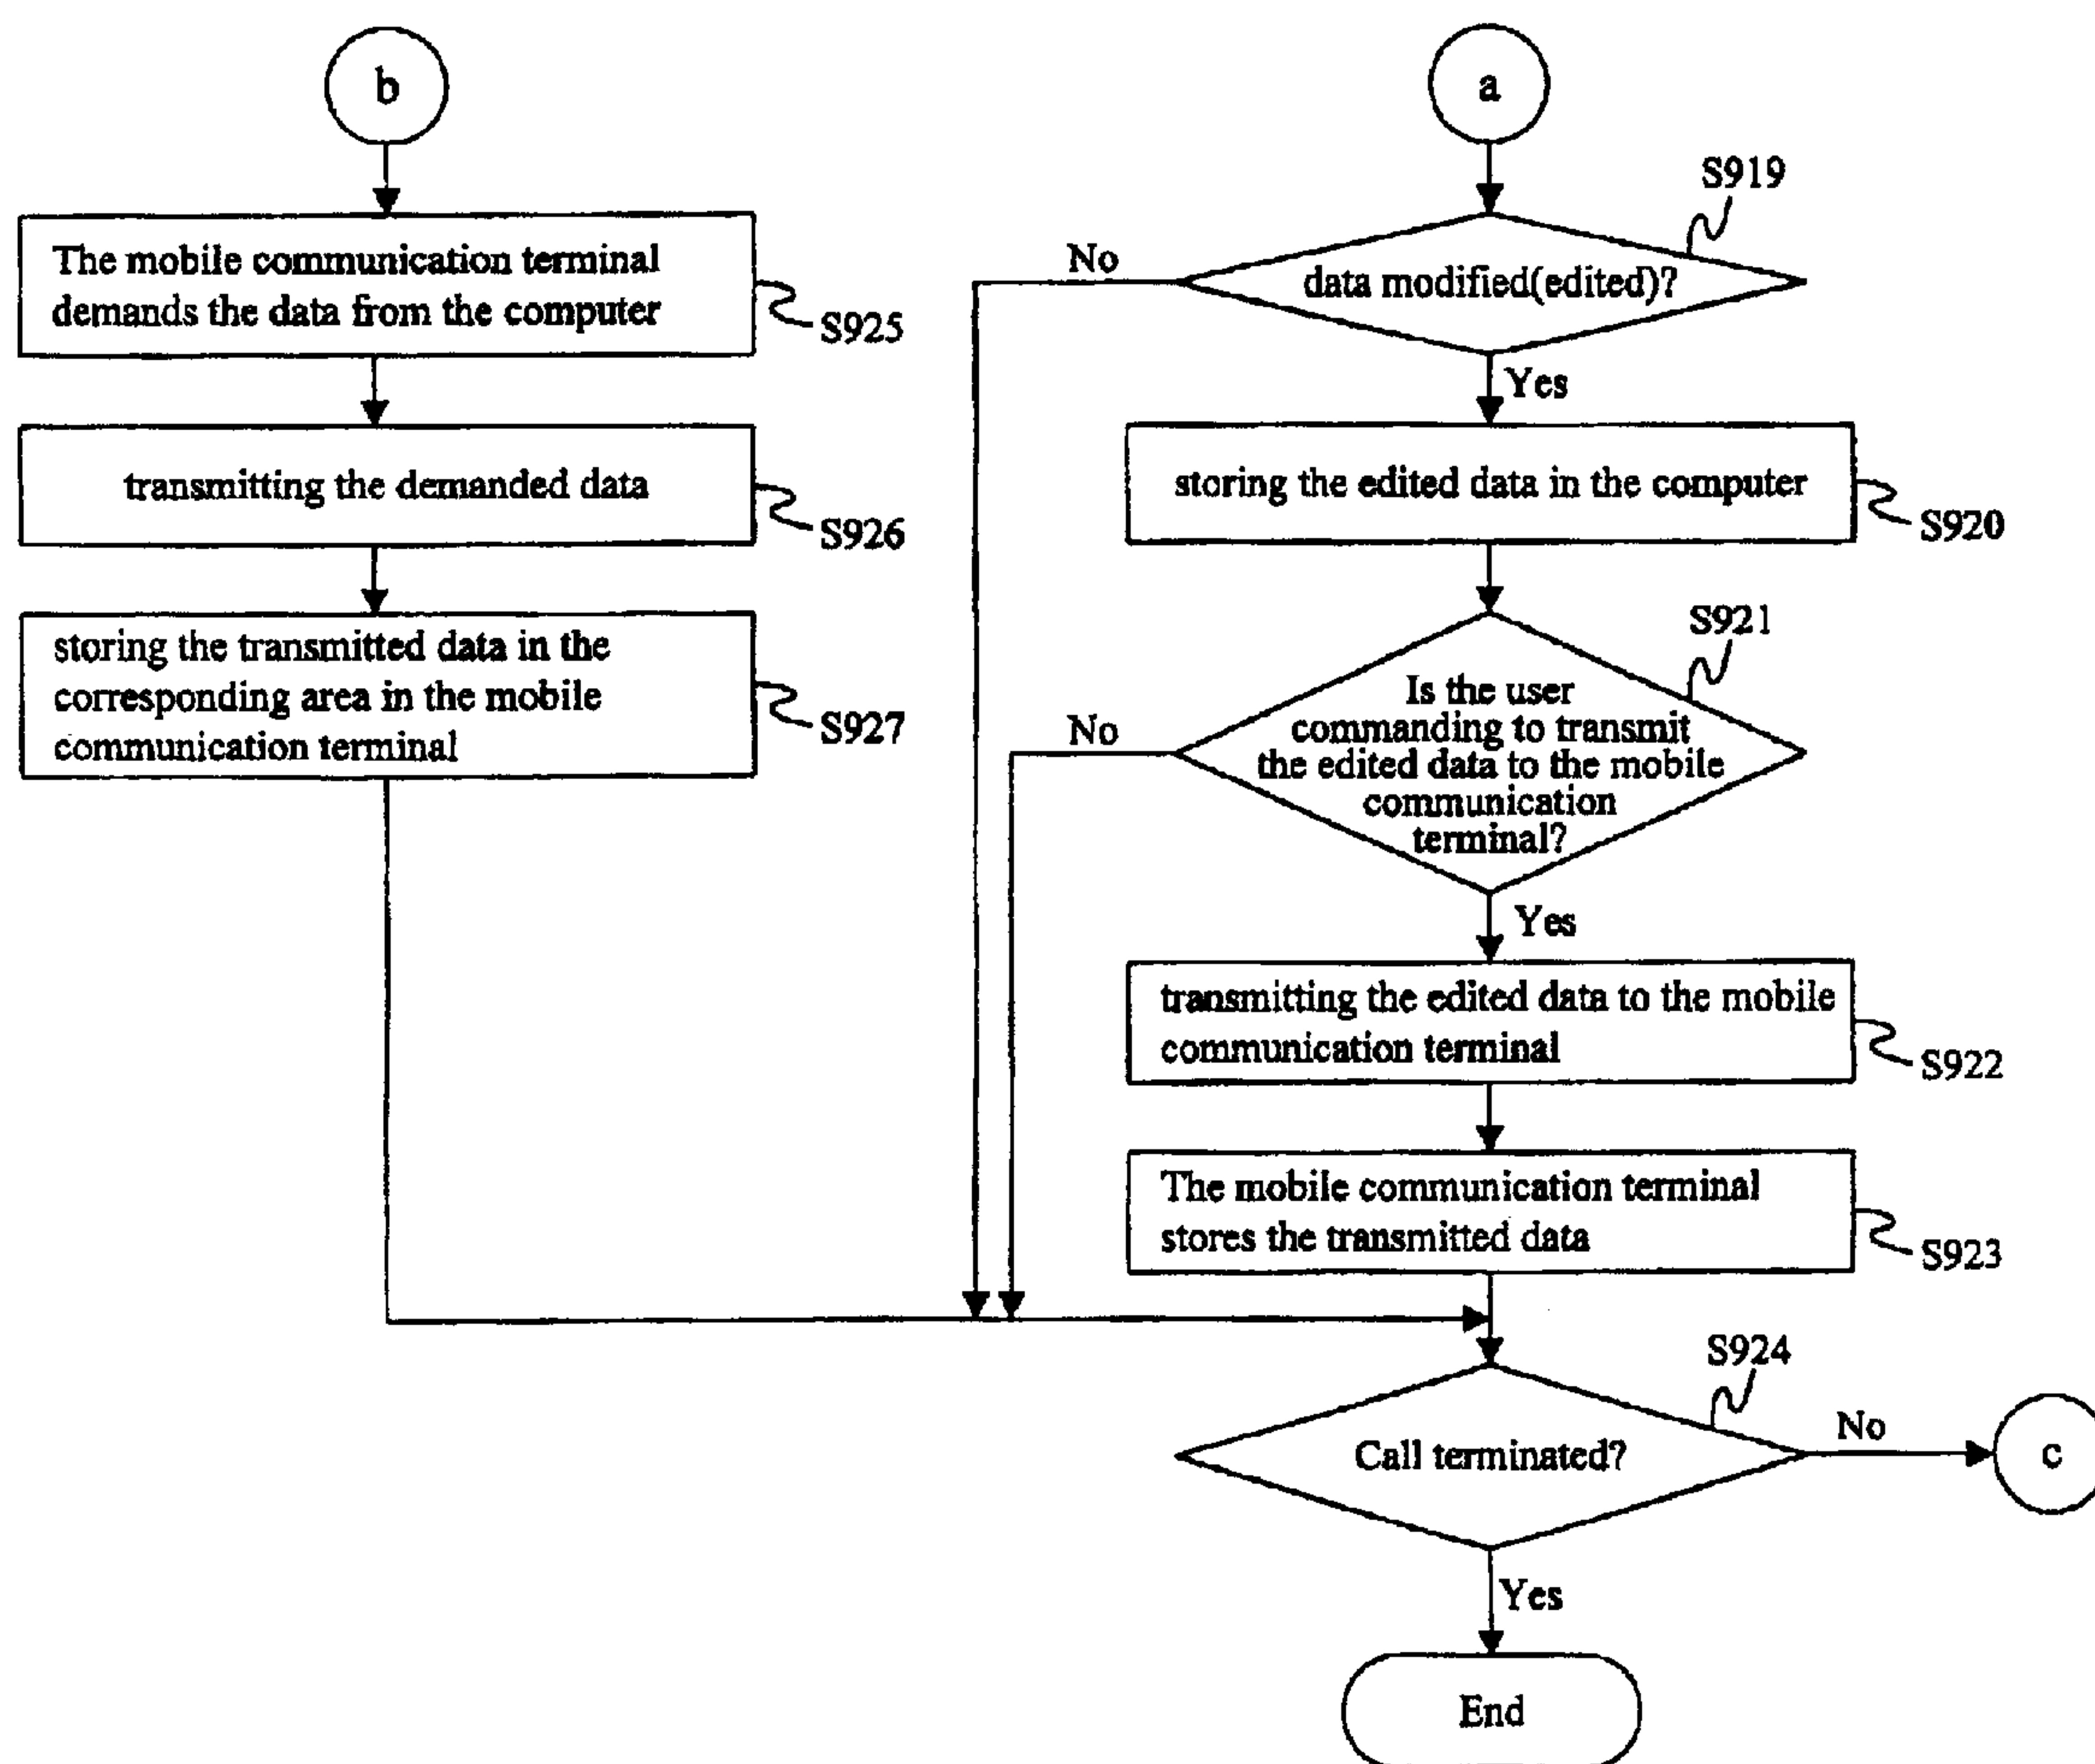 b
The mobile communication terminal
demands the data from the computer
S925
transmitting the demanded data
S926
storing the transmitted data in the
corresponding area in the mobile
communication terminal
S927
a
S919
data modified(edited)?
No
Yes
storing the edited data in the computer
S920
S921
Is the user
commanding to transmit
the edited data to the mobile
communication
terminal?
No
Yes
transmitting the edited data to the mobile
communication terminal
S922
The mobile communication terminal
stores the transmitted data
S923
S924
Call terminated?
No
c
Yes
End